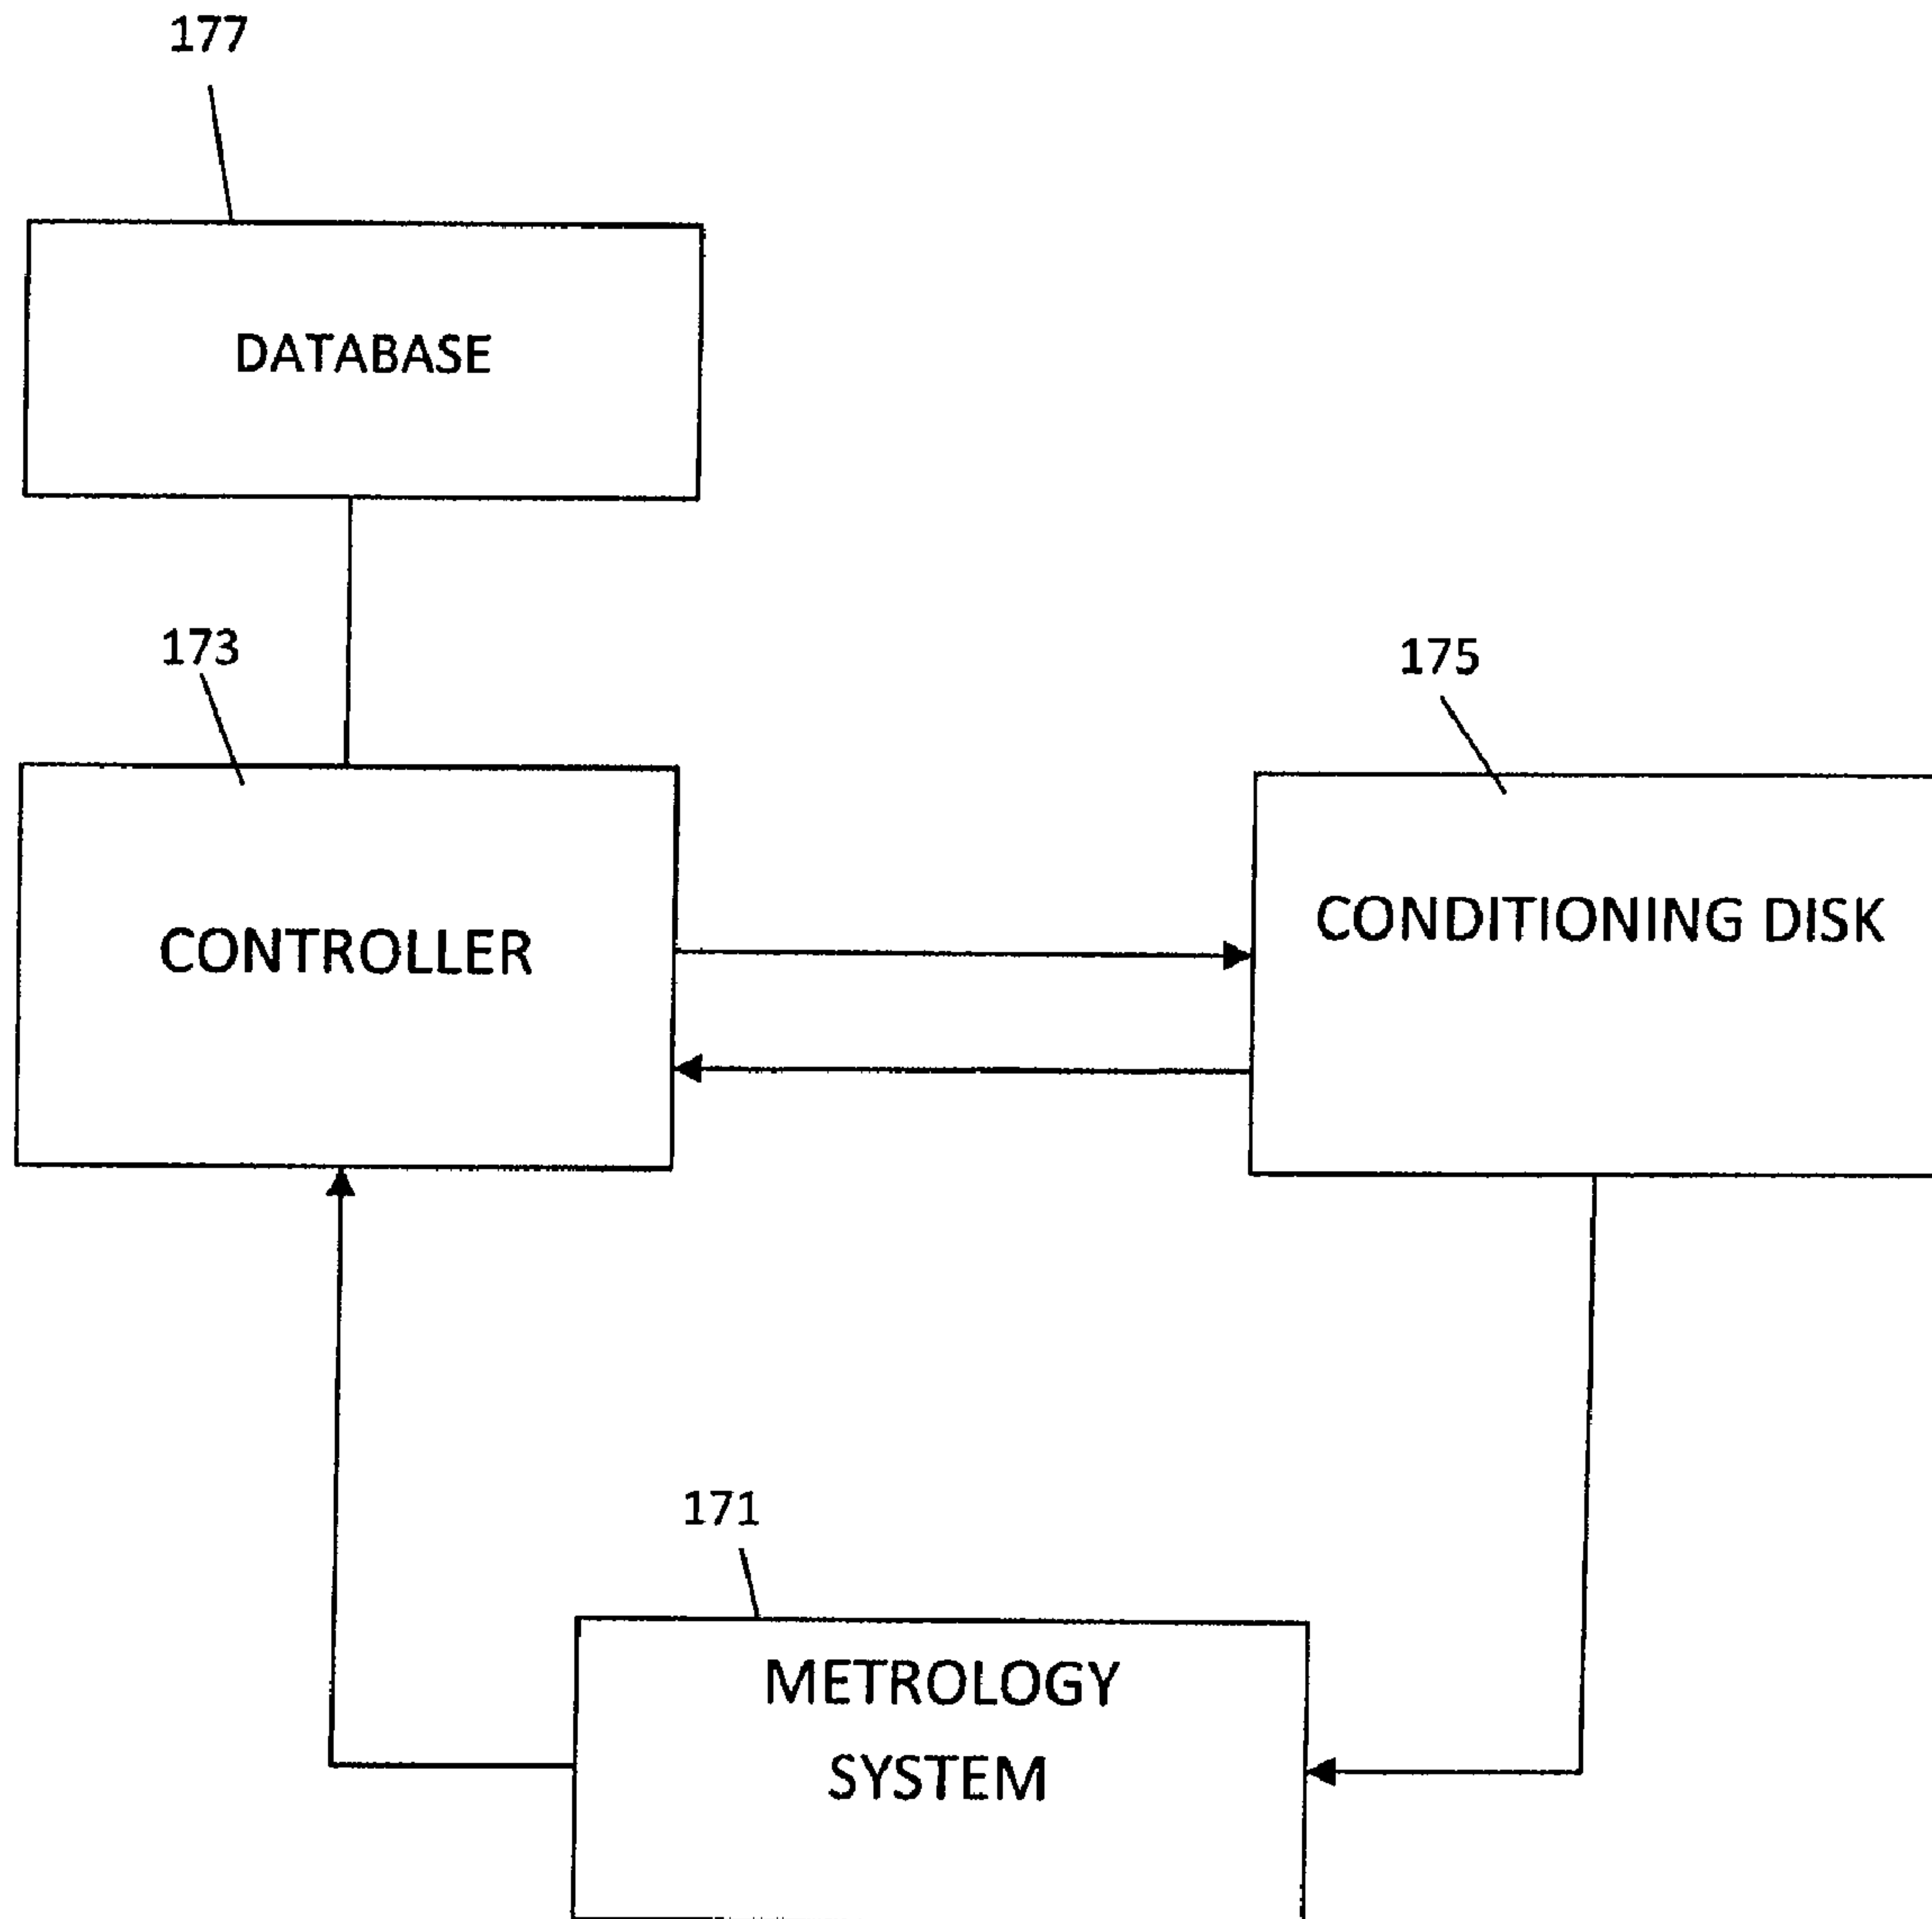 177
DATABASE
173
175
CONTROLLER
CONDITIONING DISK
171
METROLOGY
SYSTEM